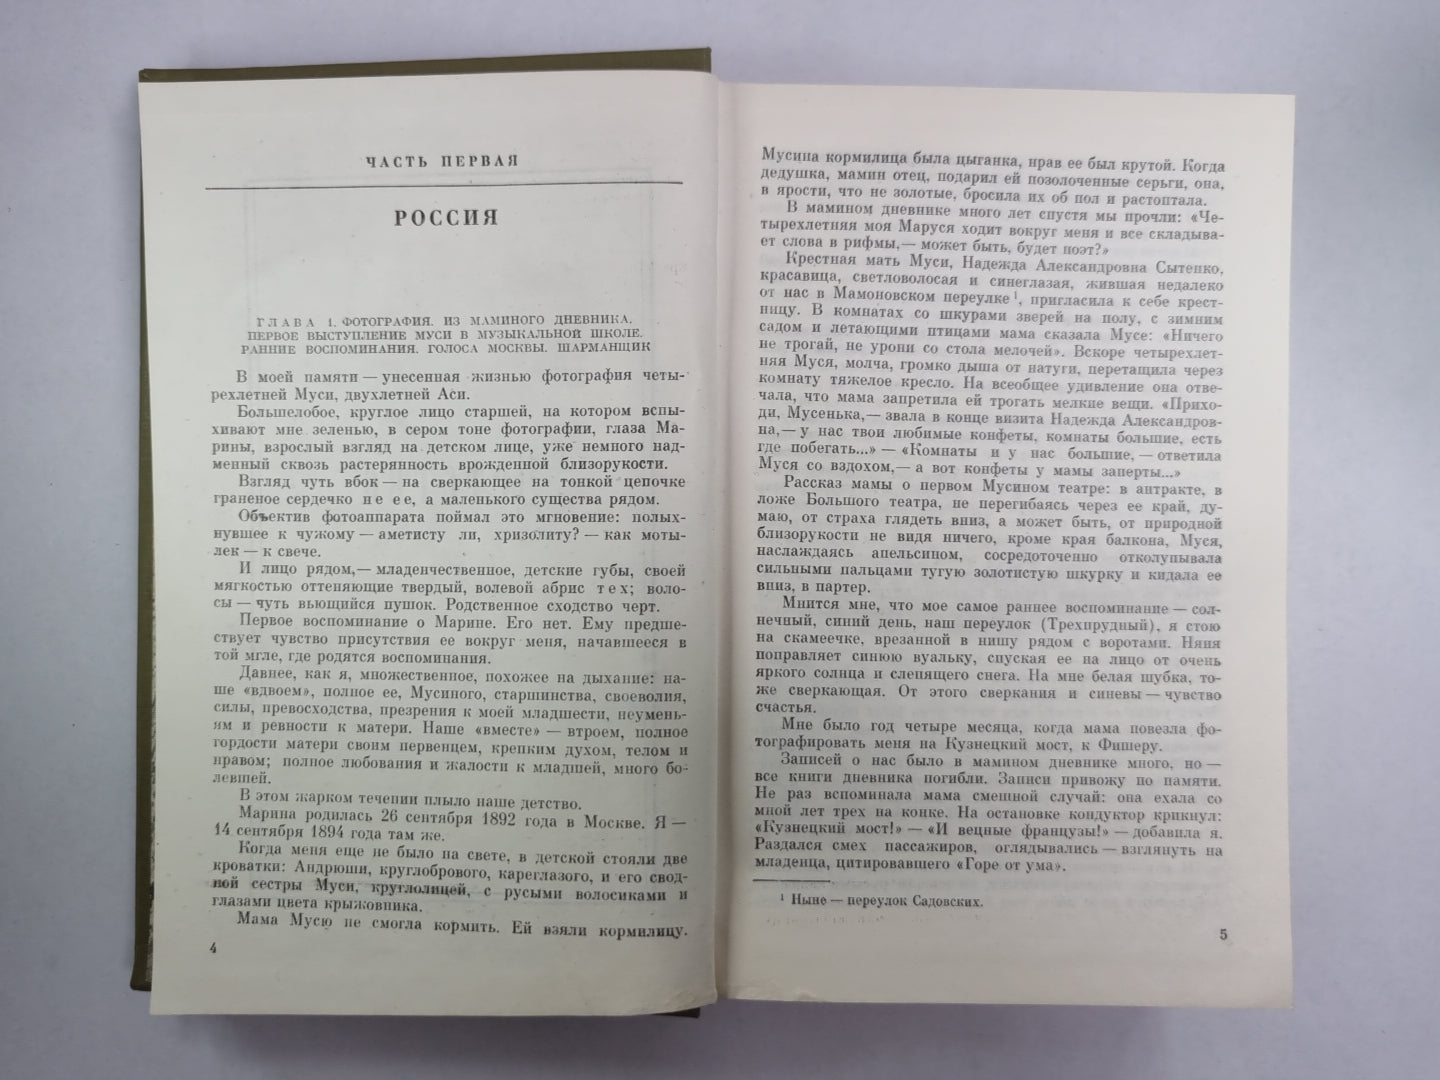 ЧАСТЬ ПЕРВАЯ
РОССИЯ
ГЛАВА 1. ФОТОГРАФИЯ. ИЗ МАМИНОГО ДНЕВНИКА.
ПЕРВОЕ ВЫСТУПЛЕНИЕ МУСИ В МУЗЫКАЛЬНОЙ ШКОЛЕ.
РАННИЕ ВОСПОМИНАНИЯ. ГОЛОСА МОСКВЫ. ШАРМАНЩИК
В моей памяти — унесенная жизнью фотография четы-
рехлетней Муси, двухлетней Аси.
Большелобое, круглое лицо старшей, на котором вспы-
хивают мне зеленью, в сером тоне фотографии, глаза Ма-
рины, взрослый взгляд на детском лице, уже немного над-
менный сквозь растерянность врожденной близорукости.
Взгляд чуть вбок — на сверкающее на тонкой цепочке
граненое сердечко не ее, а маленького существа рядом.
Объектив фотоаппарата поймал это мгновение: полых-
нувшее к чужому — аметисту ли, хризолиту? — как моты-
лек — к свече.
И лицо рядом,— младенчественное, детские губы, своей
мягкостью оттеняющие твердый, волевой абрис тех; воло-
сы — чуть вьющийся пушок. Родственное сходство черт.
Первое воспоминание о Марине. Его нет. Ему предше-
ствует чувство присутствия ее вокруг меня, начавшееся в
той мгле, где родятся воспоминания.
Давнее, как я, множественное, похожее на дыхание: на-
ше «вдвоем», полное ее, Мусиного, старшинства, своеволия,
силы, превосходства, презрения к моей младшести, неумень-
ям и ревности к матери. Наше «вместе» — втроем, полное
гордости матери своим первенцем, крепким духом, телом и
нравом; полное любования и жалости к младшей, много бо-
левшей.
В этом жарком течении плыло наше детство.
Марина родилась 26 сентября 1892 года в Москве. Я —
14 сентября 1894 года там же.
Когда меня еще не было на свете, в детской стояли две
кроватки: Андрюши, круглобрового, кареглазого, и его свод-
ной сестры Муси, круглолицей, с русыми волосиками и
глазами цвета крыжовника.
Мама Мусю не смогла кормить. Ей взяли кормилицу.
4
Мусина кормилица была цыганка, нрав ее был крутой. Когда
дедушка, мамин отец, подарил ей позолоченные серьги, она,
в ярости, что не золотые, бросила их об пол и растоптала.
В мамином дневнике много лет спустя мы прочли: «Че-
тырехлетняя моя Маруся ходит вокруг меня и все складыва-
ет слова в рифмы,— может быть, будет поэт?»
Крестная мать Муси, Надежда Александровна Сытенко,
красавица, светловолосая и синеглазая, жившая недалеко
от нас в Мамоновском переулке¹, пригласила к себе крест-
ницу. В комнатах со шкурами зверей на полу, с зимним
садом и летающими птицами мама сказала Мусе: «Ничего
не трогай, не урони со стола мелочей». Вскоре четырехлет-
няя Муся, молча, громко дыша от натуги, перетащила через
комнату тяжелое кресло. На всеобщее удивление она отве-
чала, что мама запретила ей трогать мелкие вещи. «Прихо-
ди, Мусенька,— звала в конце визита Надежда Александров-
на,— у нас твои любимые конфеты, комнаты большие, есть
где побегать...» — «Комнаты и у нас большие, — ответила
Муся со вздохом,— а вот конфеты у мамы заперты...»
Рассказ мамы о первом Мусином театре: в антракте, в
ложе Большого театра, не перегибаясь через ее край, ду-
маю, от страха глядеть вниз, а может быть, от природной
близорукости не видя ничего, кроме края балкона, Муся,
наслаждаясь апельсином, сосредоточенно отколупывала
сильными пальцами тугую золотистую шкурку и кидала ее
вниз, в партер.
Мнится мне, что мое самое раннее воспоминание — сол-
нечный, синий день, наш переулок (Трехпрудный), я стою
на скамеечке, врезанной в нишу рядом с воротами. Няня
поправляет синюю вуальку, спуская ее на лицо от очень
яркого солнца и слепящего снега. На мне белая шубка, то-
же сверкающая. От этого сверкания и синевы — чувство
счастья.
Мне было год четыре месяца, когда мама повезла фо-
тографировать меня на Кузнецкий мост, к Фишеру.
Записей о нас было в мамином дневнике много, но —
все книги дневника погибли. Записи привожу по памяти.
Не раз вспоминала мама смешной случай: она ехала со
мной лет трех на конке. На остановке кондуктор крикнул:
«Кузнецкий мост!» — «И вецные французы!» — добавила я.
Раздался смех пассажиров, оглядывались — взглянуть на
младенца, цитировавшего «Горе от ума».
¹ Ныне — переулок Садовских.
5